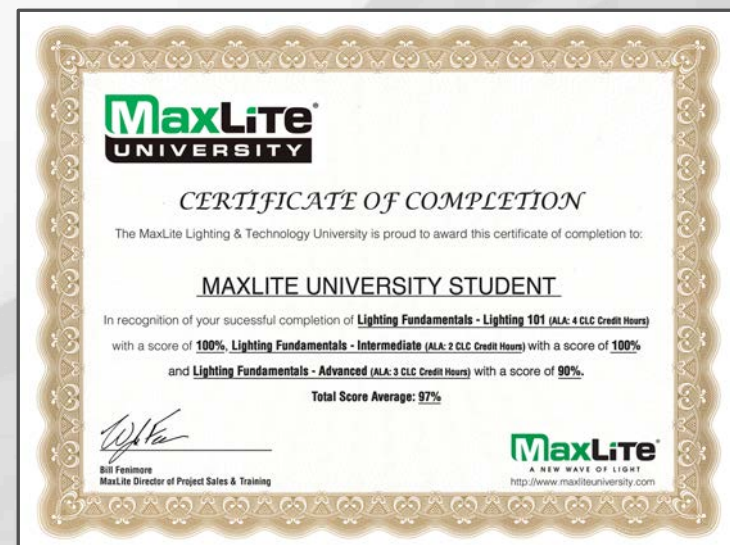 MaxLite®
UNIVERSITY
CERTIFICATE OF COMPLETION
The MaxLite Lighting & Technology University is proud to award this certificate of completion to:
MAXLITE UNIVERSITY STUDENT
In recognition of your sucessful completion of Lighting Fundamentals - Lighting 101 (ALA: 4 CLC Credit Hours)
with a score of 100%, Lighting Fundamentals - Intermediate (ALA: 2 CLC Credit Hours) with a score of 100%
and Lighting Fundamentals - Advanced (ALA: 3 CLC Credit Hours) with a score of 90%.
Total Score Average: 97%
Bill Fenimore
MaxLite Director of Project Sales & Training
MaxLite®
A NEW WAVE OF LIGHT
http://www.maxliteuniversity.com